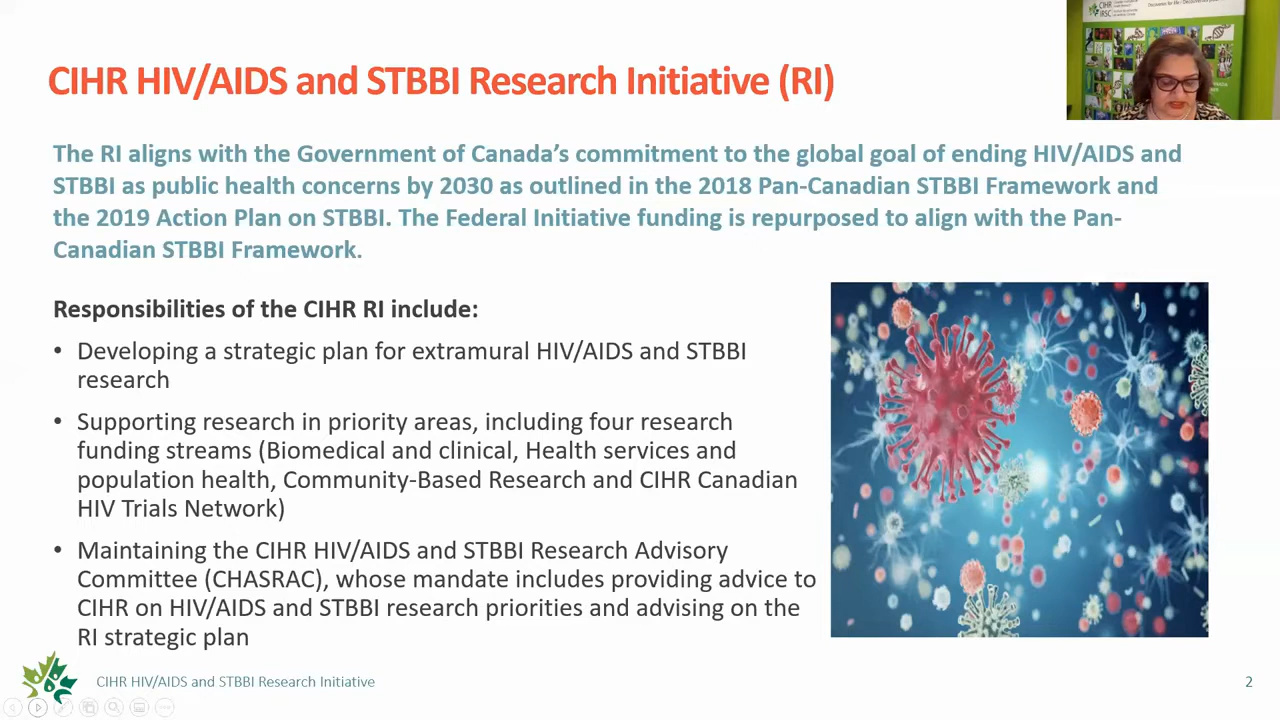 CIHR HIV/AIDS and STBBI Research Initiative (RI)
CIHR
IRSC
The RI aligns with the Government of Canada’s commitment to the global goal of ending HIV/AIDS and
STBBI as public health concerns by 2030 as outlined in the 2018 Pan-Canadian STBBI Framework and
the 2019 Action Plan on STBBI. The Federal Initiative funding is repurposed to align with the Pan-
Canadian STBBI Framework.
Responsibilities of the CIHR RI include:
• Developing a strategic plan for extramural HIV/AIDS and STBBI
research
• Supporting research in priority areas, including four research
funding streams (Biomedical and clinical, Health services and
population health, Community-Based Research and CIHR Canadian
HIV Trials Network)
• Maintaining the CIHR HIV/AIDS and STBBI Research Advisory
Committee (CHASRAC), whose mandate includes providing advice to
CIHR on HIV/AIDS and STBBI research priorities and advising on the
RI strategic plan
CIHR HIV/AIDS and STBBI Research Initiative
2